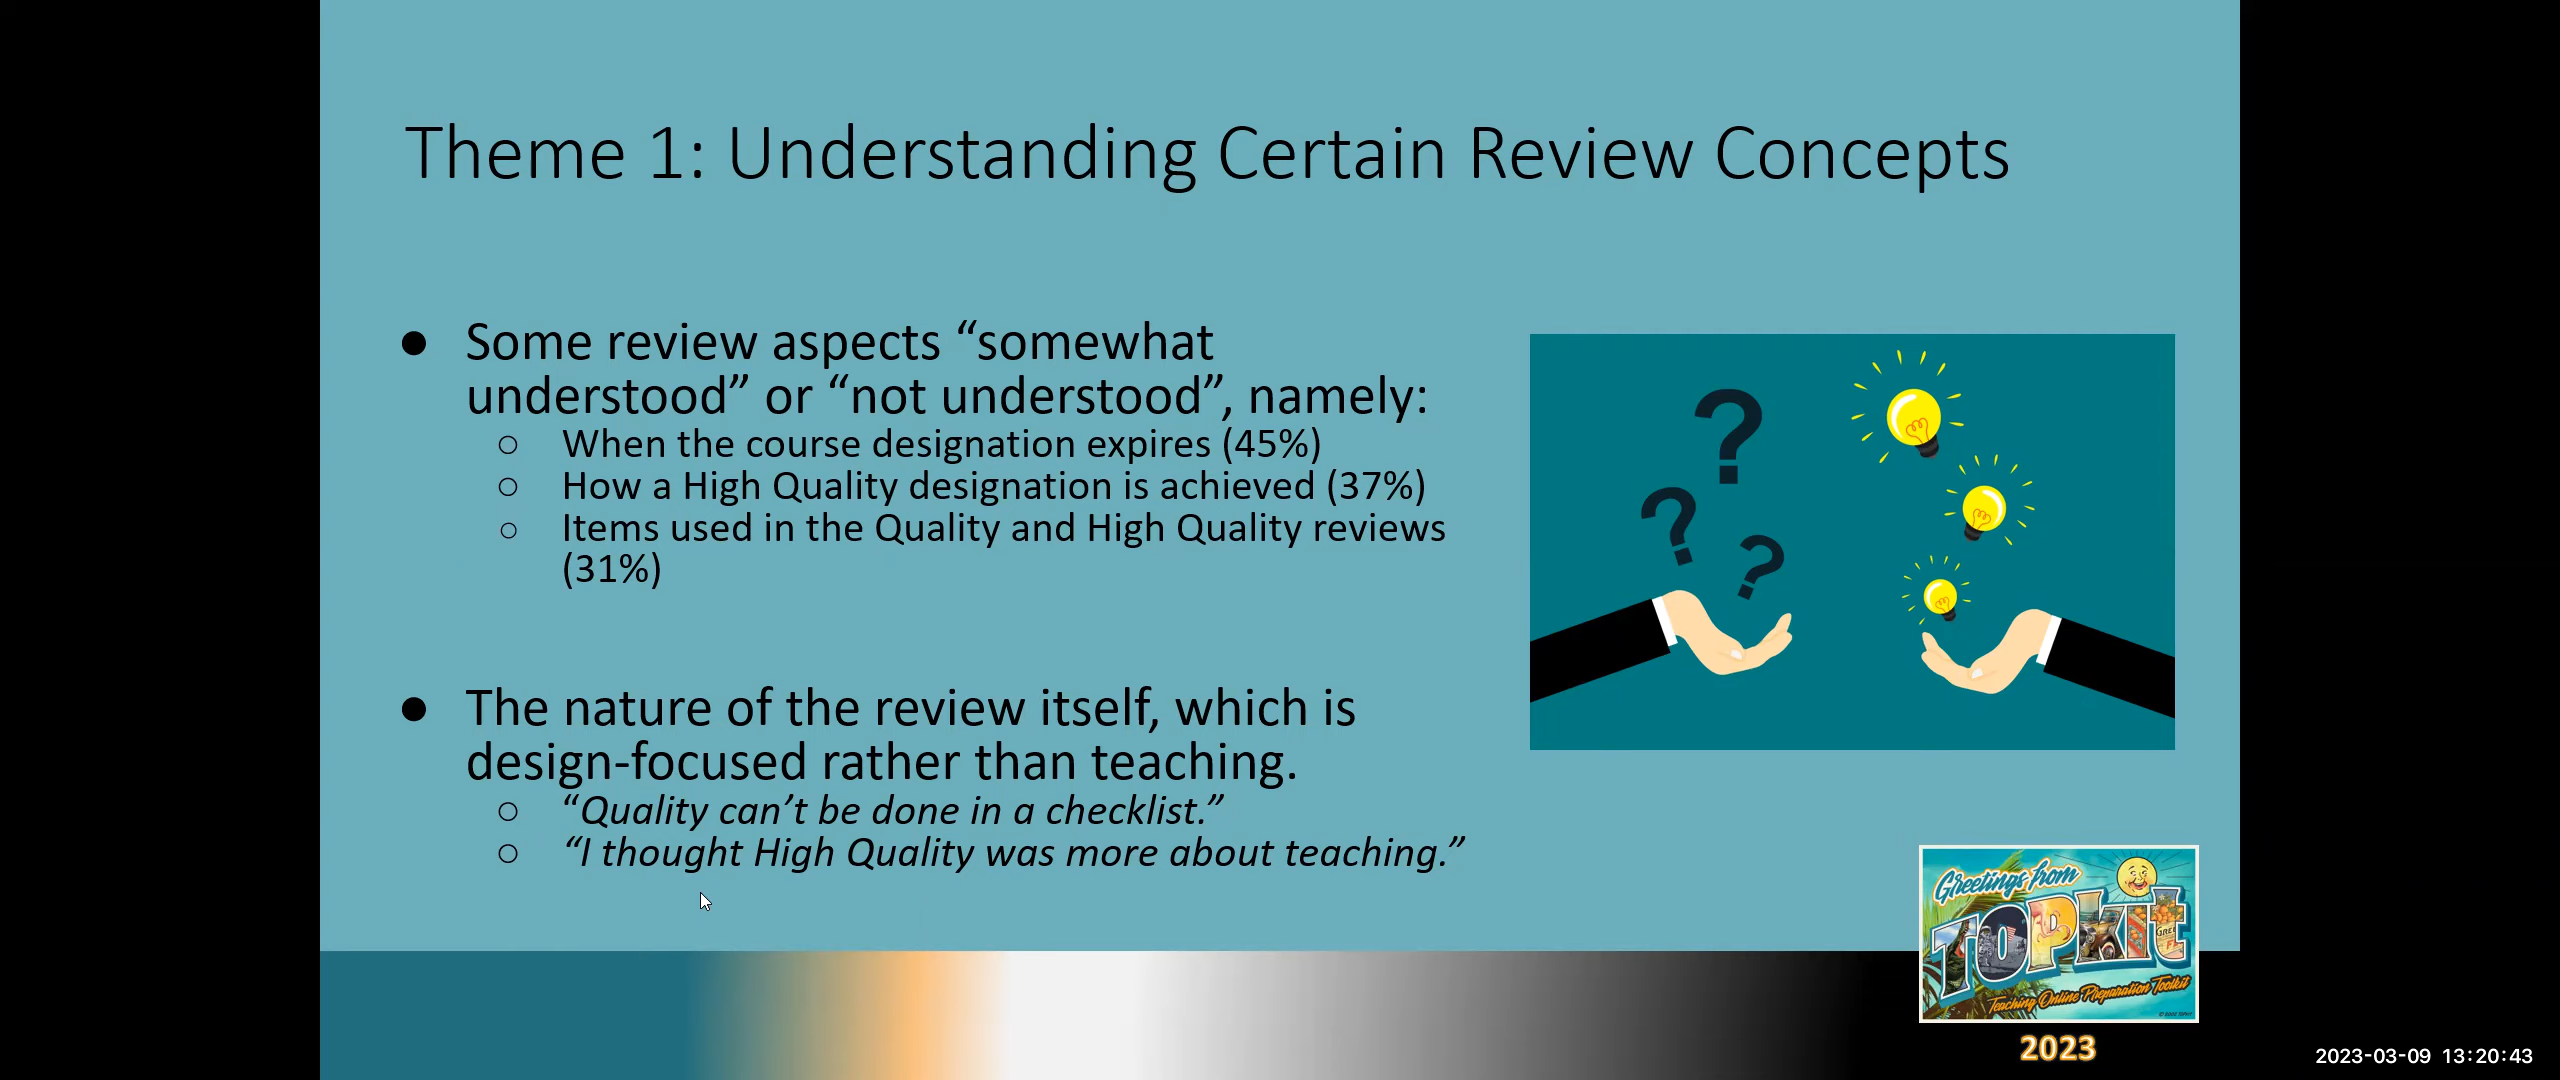 Theme 1: Understanding Certain Review Concepts
● Some review aspects “somewhat
understood” or “not understood”, namely:
○ When the course designation expires (45%)
○ How a High Quality designation is achieved (37%)
○ Items used in the Quality and High Quality reviews
(31%)
● The nature of the review itself, which is
design-focused rather than teaching.
○ “Quality can’t be done in a checklist.”
○ “I thought High Quality was more about teaching.”
? ? ?
Greetings from
TOPkit
Teaching Online Preparation Toolkit
2023
2023-03-09 13:20:43